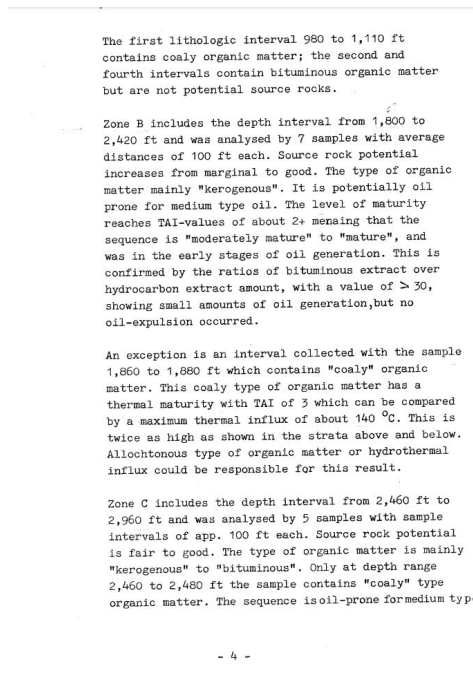 The first lithologic interval 980 to 1,110 ft
contains coaly organic matter; the second and
fourth intervals contain bituminous organic matter
but are not potential source rocks.
Zone B includes the depth interval from 1,800 to
2,420 ft and was analysed by 7 samples with average
distances of 100 ft each. Source rock potential
increases from marginal to good. The type of organic
matter mainly "kerogenous". It is potentially oil
prone for medium type oil. The level of maturity
reaches TAI-values of about 2+ menaing that the
sequence is "moderately mature" to "mature", and
was in the early stages of oil generation. This is
confirmed by the ratios of bituminous extract over
hydrocarbon extract amount, with a value of > 30,
showing small amounts of oil generation,but no
oil-expulsion occurred.
An exception is an interval collected with the sample
1,860 to 1,880 ft which contains "coaly" organic
matter. This coaly type of organic matter has a
thermal maturity with TAI of 3 which can be compared
by a maximum thermal influx of about 140 °C. This is
twice as high as shown in the strata above and below.
Allochtonous type of organic matter or hydrothermal
influx could be responsible for this result.
Zone C includes the depth interval from 2,460 ft to
2,960 ft and was analysed by 5 samples with sample
intervals of app. 100 ft each. Source rock potential
is fair to good. The type of organic matter is mainly
"kerogenous" to "bituminous". Only at depth range
2,460 to 2,480 ft the sample contains "coaly" type
organic matter. The sequence is oil-prone for medium typ
- 4 -